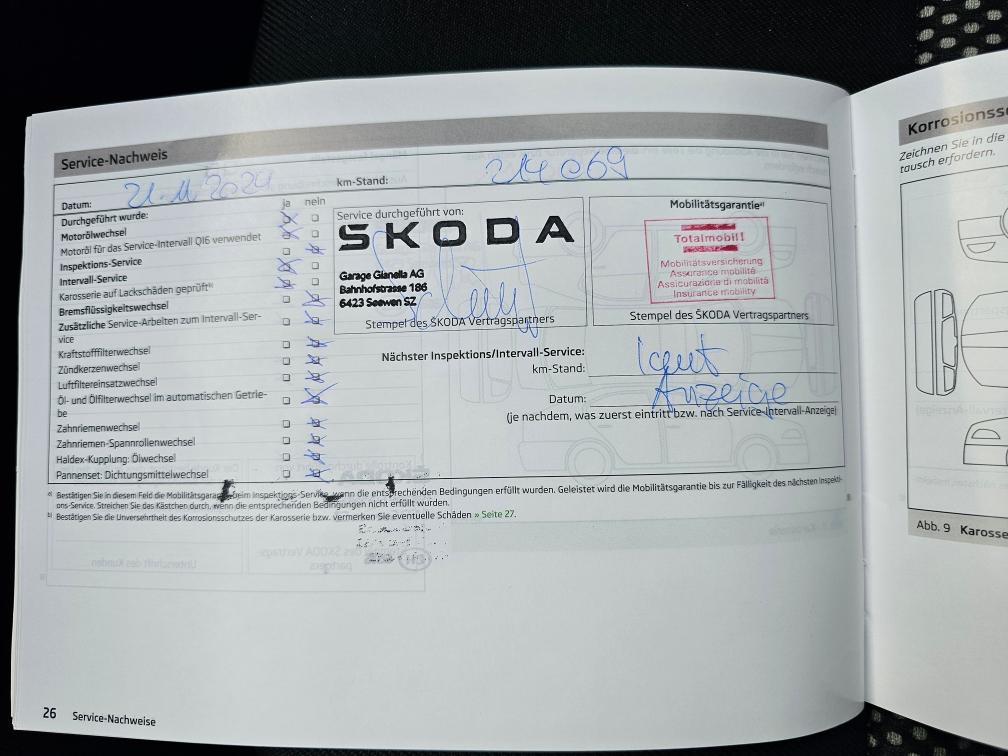 Service-Nachweis
Datum: 21.11.2024
km-Stand: 214069
ja nein
Durchgeführt wurde:
Motorölwechsel
Motoröl für das Service-Intervall QI6 verwendet
Inspektions-Service
Intervall-Service
Karosserie auf Lackschäden geprüft b)
Bremsflüssigkeitswechsel
Zusätzliche Service-Arbeiten zum Intervall-Ser-
vice
Kraftstofffilterwechsel
Zündkerzenwechsel
Luftfiltereinsatzwechsel
Öl- und Ölfilterwechsel im automatischen Getrie-
be
Zahnriemenwechsel
Zahnriemen-Spannrollenwechsel
Haldex-Kupplung: Ölwechsel
Pannenset: Dichtungsmittelwechsel
Service durchgeführt von:
SKODA
Garage Gianella AG
Bahnhofstrasse 186
6423 Seewen SZ
Stempel des ŠKODA Vertragspartners
Mobilitätsgarantie a)
Totalmobil!
Mobilitätsversicherung
Assurance mobilité
Assicurazione di mobilità
Insurance mobility
Stempel des ŠKODA Vertragspartners
Nächster Inspektions/Intervall-Service:
km-Stand:
Datum: Anzeige
(je nachdem, was zuerst eintritt bzw. nach Service-Intervall-Anzeige)
a) Bestätigen Sie in diesem Feld die Mobilitätsgarantie beim Inspektions-Service, wenn die entsprechenden Bedingungen erfüllt wurden. Geleistet wird die Mobilitätsgarantie bis zur Fälligkeit des nächsten Inspekti-
ons-Service. Streichen Sie das Kästchen durch, wenn die entsprechenden Bedingungen nicht erfüllt wurden.
b) Bestätigen Sie die Unversehrtheit des Korrosionsschutzes der Karosserie bzw. vermerken Sie eventuelle Schäden » Seite 27.
26 Service-Nachweise
Zeichnen Sie in die
tausch erfordern.
Abb. 9